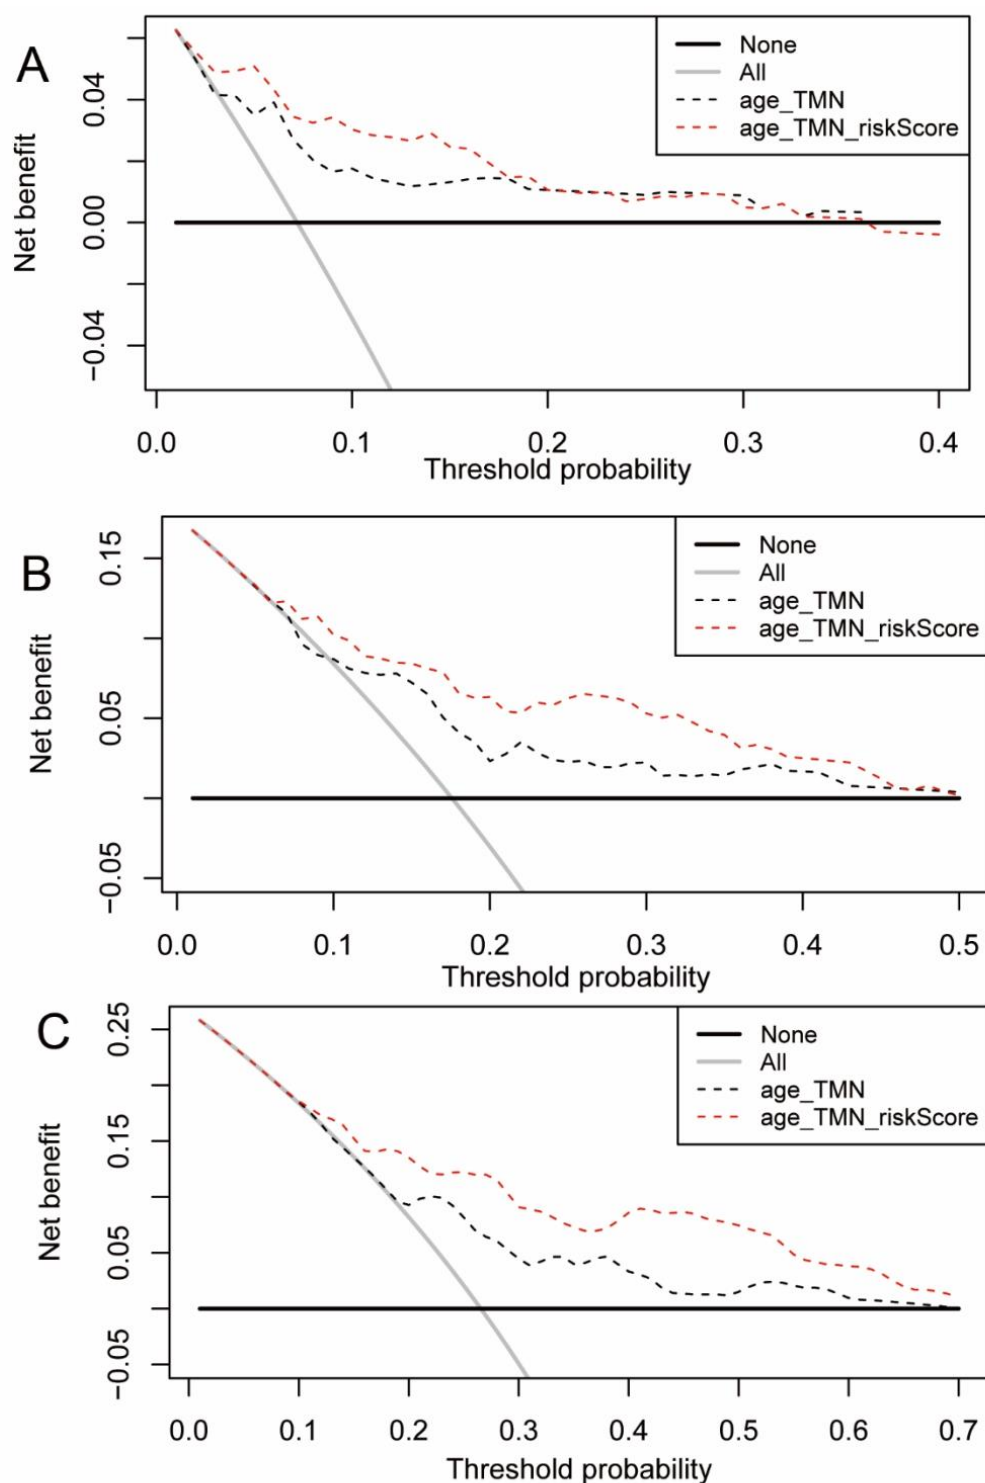 A
None
All
age_TMN
age_TMN_riskScore
Net benefit
0.04
0.00
−0.04
0.0 0.1 0.2 0.3 0.4
Threshold probability
B
None
All
age_TMN
age_TMN_riskScore
Net benefit
0.15
0.05
−0.05
0.0 0.1 0.2 0.3 0.4 0.5
Threshold probability
C
None
All
age_TMN
age_TMN_riskScore
Net benefit
0.25
0.15
0.05
−0.05
0.0 0.1 0.2 0.3 0.4 0.5 0.6 0.7
Threshold probability